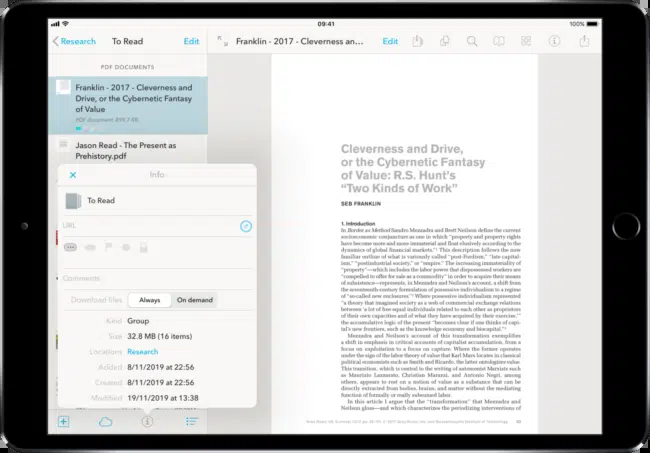 09:41
100%
Research
To Read
Edit
Franklin - 2017 - Cleverness an...
Edit
PDF DOCUMENTS
Franklin - 2017 - Cleverness and
Drive, or the Cybernetic Fantasy
of Value
Jason Read - The Present as
Prehistory.pdf
Info
To Read
URL
Comments
Download files
Always
On demand
Kind Group
Size 32.8 MB (16 items)
Locations Research
Added 8/11/2019 at 22:56
Created 8/11/2019 at 22:56
Modified 19/11/2019 at 13:38
Cleverness and Drive,
or the Cybernetic Fantasy
of Value: R.S. Hunt's
"Two Kinds of Work"
SEB FRANKLIN
1. Introduction
In Border as Method Sandro Mezzadra and Brett Neilson define the current
socioeconomic conjuncture as one in which "property and property rights
have become more and more immaterial and float elusively according to the
dynamics of global financial capital." This description follows the now
familiar outline of what is variously called "post-Fordism," "late capital-
ism," "postindustrial society," or "empire." The increasing immateriality of
"property"—which includes the labor power that dispossessed workers are
"compelled to offer for sale as a commodity" in order to acquire their means
of subsistence—represents, in Mezzadra and Neilson's account, a shift from
the seventeenth-century formulation of possessive individualism to a regime
of "so-called new enclosures." Where possessive individualism represented
"a theory that imagined society as a web of commercial exchange relations
between 'a lot of free equal individuals related to each other as proprietors
of their own capacities and of what they have acquired by their exercise,'"
the accumulation logic of the present "becomes clear if one thinks of capi-
tal's new frontiers, such as the knowledge economy and biocapital."
Mezzadra and Neilson's account of this transformation exemplifies
a shift in emphasis in critical accounts of capitalist accumulation, from a
focus on exploitation to a focus on capture. Where the former operates
under the sign of the labor theory of value that Karl Marx locates in classical
political economists such as Smith and Ricardo, the latter ontologizes value.
This transition, which is central to the writing of autonomist Marxists such
as Maurizio Lazzarato, Christian Marazzi, and Antonio Negri, among
others, appears to rest on a notion of value as a substance that can be
directly extracted from bodies, brains, and matter without the mediating
function of formally or really subsumed labor.
In this article I argue that the "transformation" that Mezzadra and
Neilson gloss—and which characterizes the periodizing interventions of